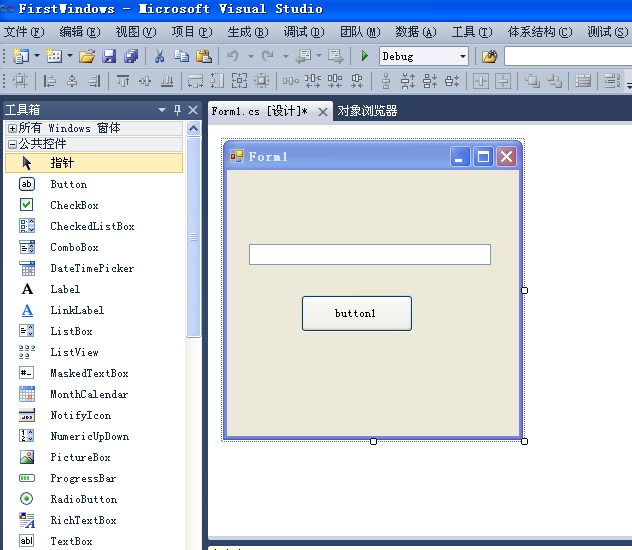 FirstWindows - Microsoft Visual Studio
文件(F) 编辑(E) 视图(V) 项目(P) 生成(B) 调试(D) 团队(M) 数据(A) 工具(T) 体系结构(C) 测试(S)
Debug
工具箱
Form1.cs [设计]* 对象浏览器
所有 Windows 窗体
公共控件
指针
Button
CheckBox
CheckedListBox
ComboBox
DateTimePicker
Label
LinkLabel
ListBox
ListView
MaskedTextBox
MonthCalendar
NotifyIcon
NumericUpDown
PictureBox
ProgressBar
RadioButton
RichTextBox
TextBox
Form1
button1